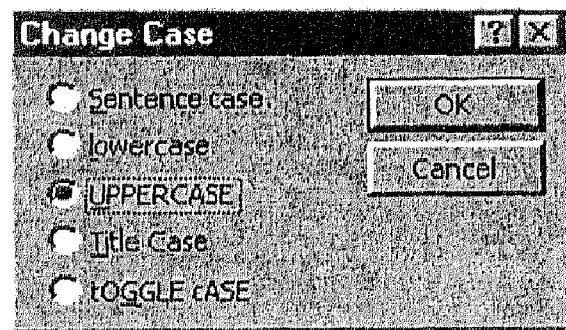 Change Case ? X
Sentence case.
OK
lowercase
Cancel
UPPERCASE
Title Case
tOGGLE cASE